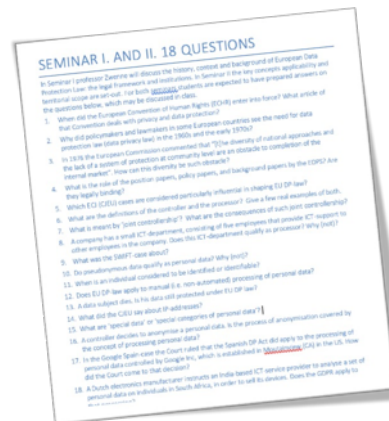 SEMINAR I. AND II. 18 QUESTIONS
In Seminar I professor Zwenne will discuss the history, context and background of European Data
Protection Law: the legal framework and institutions. In Seminar II the key concepts applicability and
territorial scope are set-out. For both seminars students are expected to have prepared answers on
the questions below, which may be discussed in class.
1. When did the European Convention of Human Rights (ECHR) enter into force? What article of
that Convention deals with privacy and data protection?
2. Why did policymakers and lawmakers in some European countries see the need for data
protection law (data privacy law) in the 1960s and the early 1970s?
3. In 1976 the European Commission commented that "[t]he diversity of national approaches and
the lack of a system of protection at community level are an obstacle to completion of the
internal market". How can this diversity be such obstacle?
4. What is the role of the position papers, policy papers, and background papers by the EDPS? Are
they legally binding?
5. Which ECJ (CJEU) cases are considered particularly influential in shaping EU DP-law?
6. What are the definitions of the controller and the processor? Give a few real examples of both.
7. What is meant by 'joint controllership'? What are the consequences of such joint controllership?
8. A company has a small ICT-department, consisting of five employees that provide ICT-support to
other employees in the company. Does this ICT-department qualify as processor? Why (not)?
9. What was the SWIFT-case about?
10. Do pseudonymous data qualify as personal data? Why (not)?
11. When is an individual considered to be identified or identifiable?
12. Does EU DP-law apply to manual (i.e. non-automated) processing of personal data?
13. A data subject dies. Is his data still protected under EU DP law?
14. What did the CJEU say about IP-addresses?
15. What are 'special data' or 'special categories of personal data'?
16. A controller decides to anonymise a personal data. Is the process of anonymisation covered by
the concept of processing personal data?
17. In the Google Spain-case the Court ruled that the Spanish DP Act did apply to the processing of
personal data controlled by Google Inc, which is established in (CA) in the US. How
did the Court come to that decision?
18. A Dutch electronics manufacturer instructs an India based ICT service provider to analyse a set of
personal data on individuals in South Africa, in order to sell its devices. Does the GDPR apply to